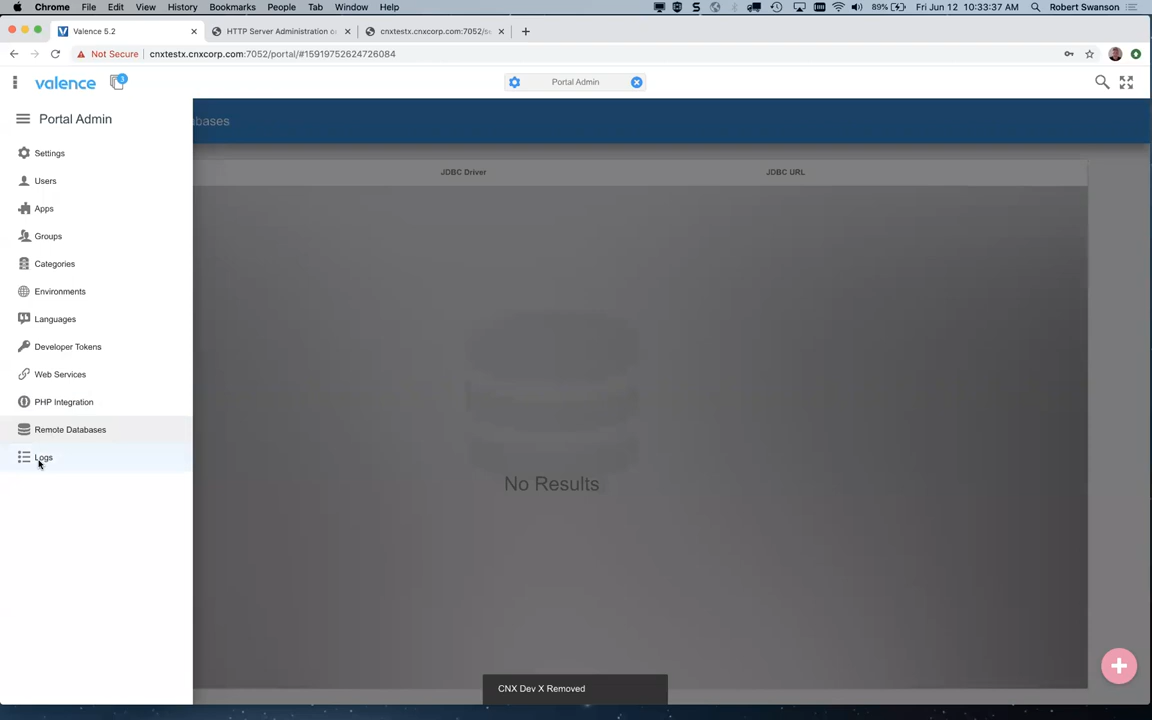 Chrome File Edit View History Bookmarks People Tab Window Help 89% Fri Jun 12 10:33:37 AM Robert Swanson
Valence 5.2 HTTP Server Administration o cnxtestx.cnxcorp.com:7052/se
Not Secure cnxtestx.cnxcorp.com:7052/portal/#15919752624726084
valence 3 Portal Admin
Portal Admin
bases
Settings
JDBC Driver JDBC URL
Users
Apps
Groups
Categories
Environments
Languages
Developer Tokens
Web Services
PHP Integration
Remote Databases
Logs
No Results
CNX Dev X Removed